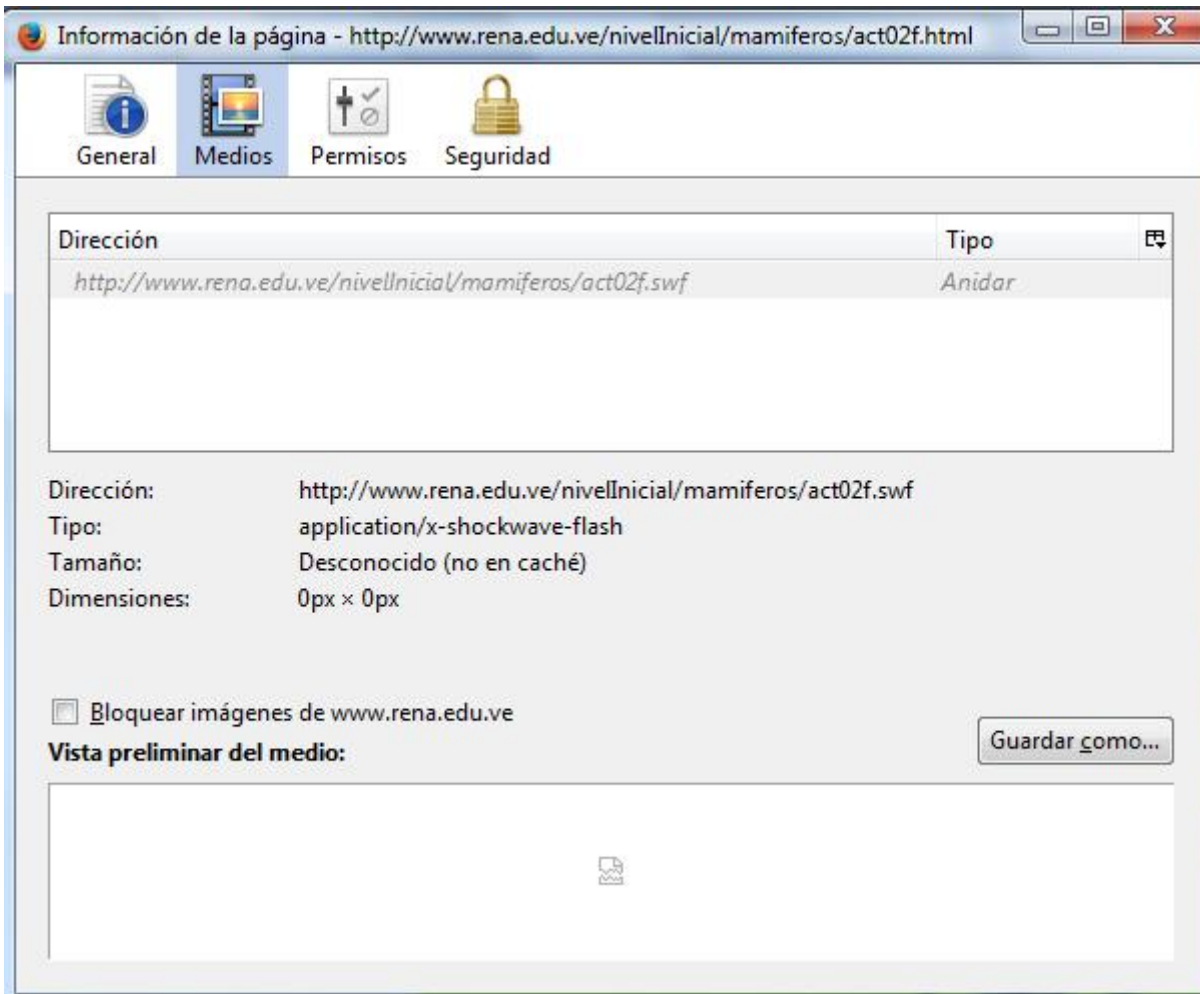 Información de la página - http://www.rena.edu.ve/nivelInicial/mamiferos/act02f.html
General Medios Permisos Seguridad
Dirección Tipo
http://www.rena.edu.ve/nivelInicial/mamiferos/act02f.swf Anidar
Dirección: http://www.rena.edu.ve/nivelInicial/mamiferos/act02f.swf
Tipo: application/x-shockwave-flash
Tamaño: Desconocido (no en caché)
Dimensiones: 0px × 0px
Bloquear imágenes de www.rena.edu.ve
Guardar como...
Vista preliminar del medio: